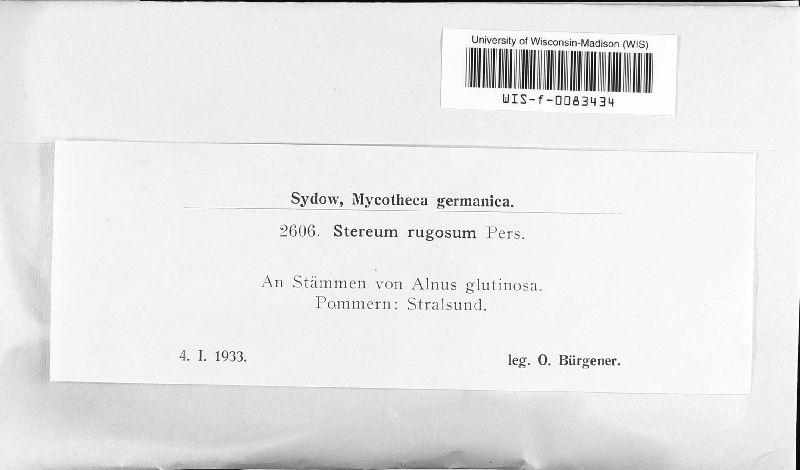 University of Wisconsin-Madison (WIS)
WIS-f-0083434
Sydow, Mycotheca germanica.
2606. Stereum rugosum Pers.
An Stämmen von Alnus glutinosa.
Pommern: Stralsund.
4. I. 1933.
leg. O. Bürgener.